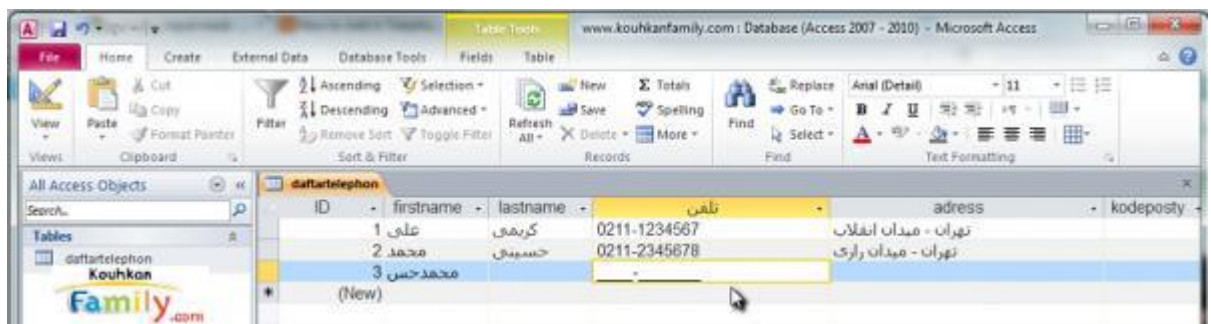 Table Tools www.kouhkanfamily.com : Database (Access 2007 - 2010) - Microsoft Access
File Home Create External Data Database Tools Fields Table
View Paste Cut Copy Format Painter
Filter Ascending Descending Remove Sort Selection Advanced Toggle Filter
Refresh All New Save Delete Totals Spelling More
Find Replace Go To Select
Arial (Detail) 11
B I U
A
Views Clipboard Sort & Filter Records Find Text Formatting
All Access Objects daftartelephon
Search..
ID firstname lastname تلفن adress kodeposty
Tables
1 علی کریمی 0211-1234567 تهران - میدان انقلاب
daftartelephon
2 محمد حسینی 0211-2345678 تهران - میدان رازی
Kouhkan
3 محمدحس ____-_______
Family.com
* (New)